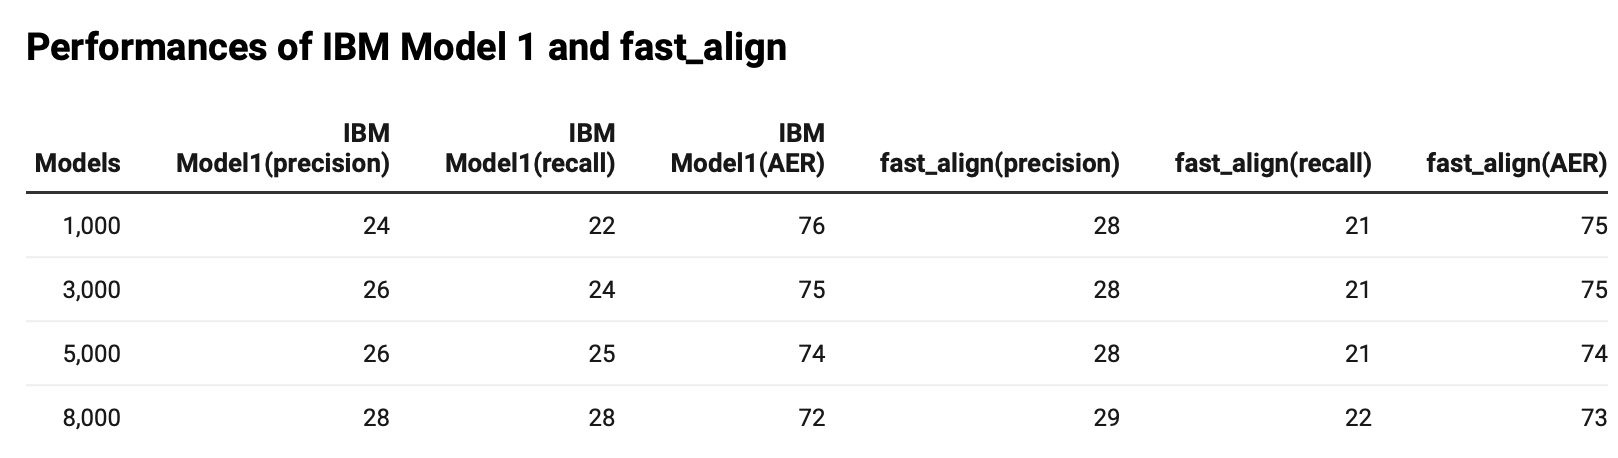 Performances of IBM Model 1 and fast_align
Models IBM Model1(precision) IBM Model1(recall) IBM Model1(AER) fast_align(precision) fast_align(recall) fast_align(AER)
1,000 24 22 76 28 21 75
3,000 26 24 75 28 21 75
5,000 26 25 74 28 21 74
8,000 28 28 72 29 22 73